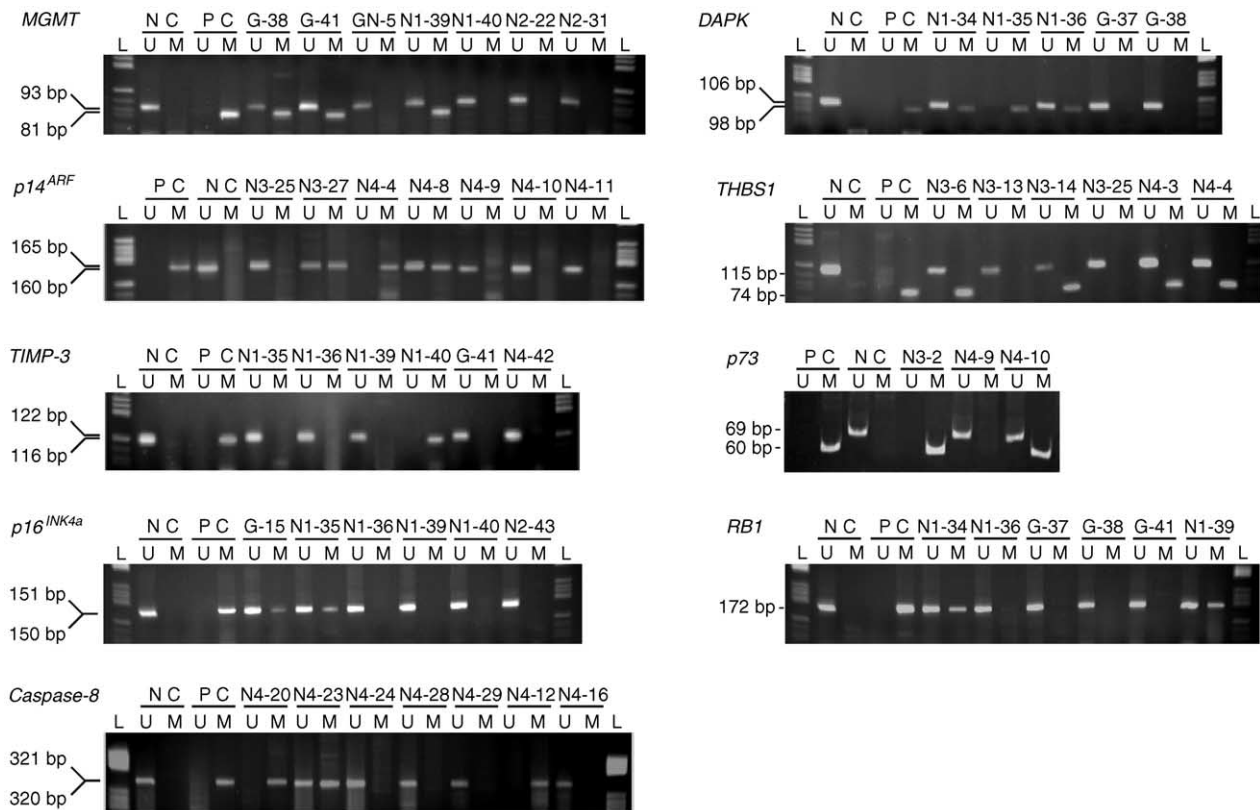 MGMT
N C P C G-38 G-41 GN-5 N1-39 N1-40 N2-22 N2-31
L U M U M U M U M U M U M U M U M U M L
93 bp
81 bp
p14ARF
P C N C N3-25 N3-27 N4-4 N4-8 N4-9 N4-10 N4-11
L U M U M U M U M U M U M U M U M U M L
165 bp
160 bp
TIMP-3
N C P C N1-35 N1-36 N1-39 N1-40 G-41 N4-42
L U M U M U M U M U M U M U M U M L
122 bp
116 bp
p16INK4a
N C P C G-15 N1-35 N1-36 N1-39 N1-40 N2-43
L U M U M U M U M U M U M U M U M L
151 bp
150 bp
Caspase-8
N C P C N4-20 N4-23 N4-24 N4-28 N4-29 N4-12 N4-16
L U M U M U M U M U M U M U M U M U M L
321 bp
320 bp
DAPK
N C P C N1-34 N1-35 N1-36 G-37 G-38
L U M U M U M U M U M U M U M L
106 bp
98 bp
THBS1
N C P C N3-6 N3-13 N3-14 N3-25 N4-3 N4-4
L U M U M U M U M U M U M U M U M L
115 bp
74 bp
p73
P C N C N3-2 N4-9 N4-10
U M U M U M U M U M
69 bp
60 bp
RB1
N C P C N1-34 N1-36 G-37 G-38 G-41 N1-39
L U M U M U M U M U M U M U M U M L
172 bp